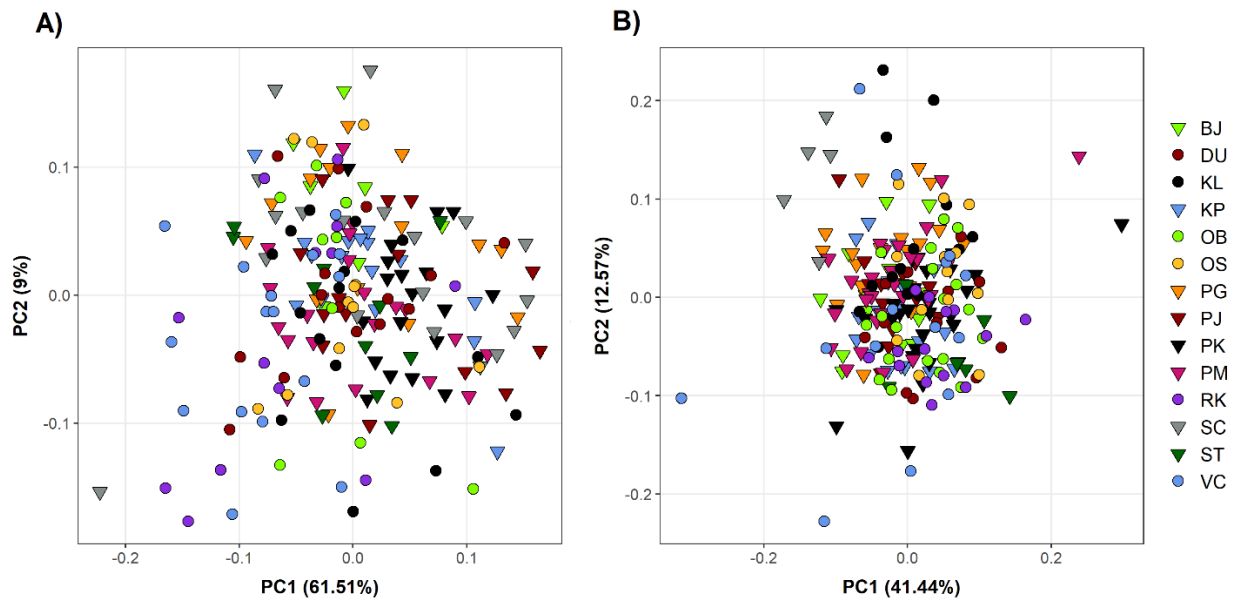 A)
B)
PC2 (9%)
0.1
0.0
-0.1
-0.2
-0.1
0.0
0.1
PC1 (61.51%)
PC2 (12.57%)
0.2
0.1
0.0
-0.1
-0.2
-0.2
0.0
0.2
PC1 (41.44%)
BJ
DU
KL
KP
OB
OS
PG
PJ
PK
PM
RK
SC
ST
VC